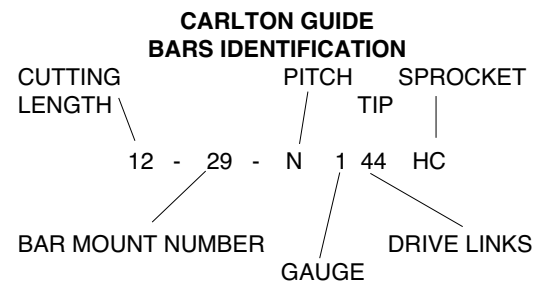 CARLTON GUIDE
BARS IDENTIFICATION
CUTTING PITCH SPROCKET
LENGTH TIP
12 - 29 - N 1 44 HC
BAR MOUNT NUMBER DRIVE LINKS
GAUGE